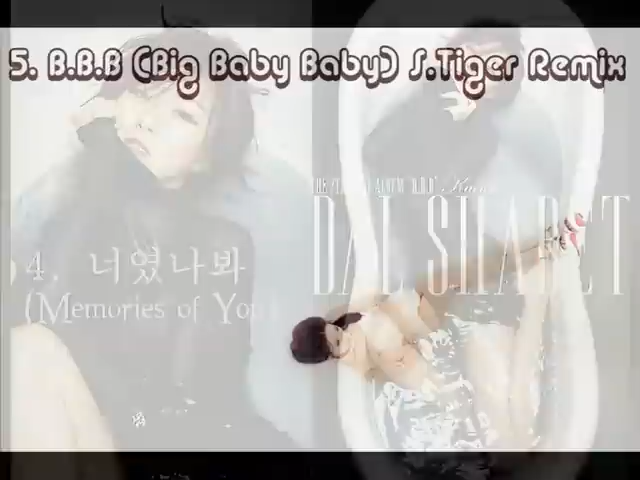 5. B.B.B (Big Baby Baby) S.Tiger Remix
DAL SHABET
4. 너였나봐
(Memories of You)